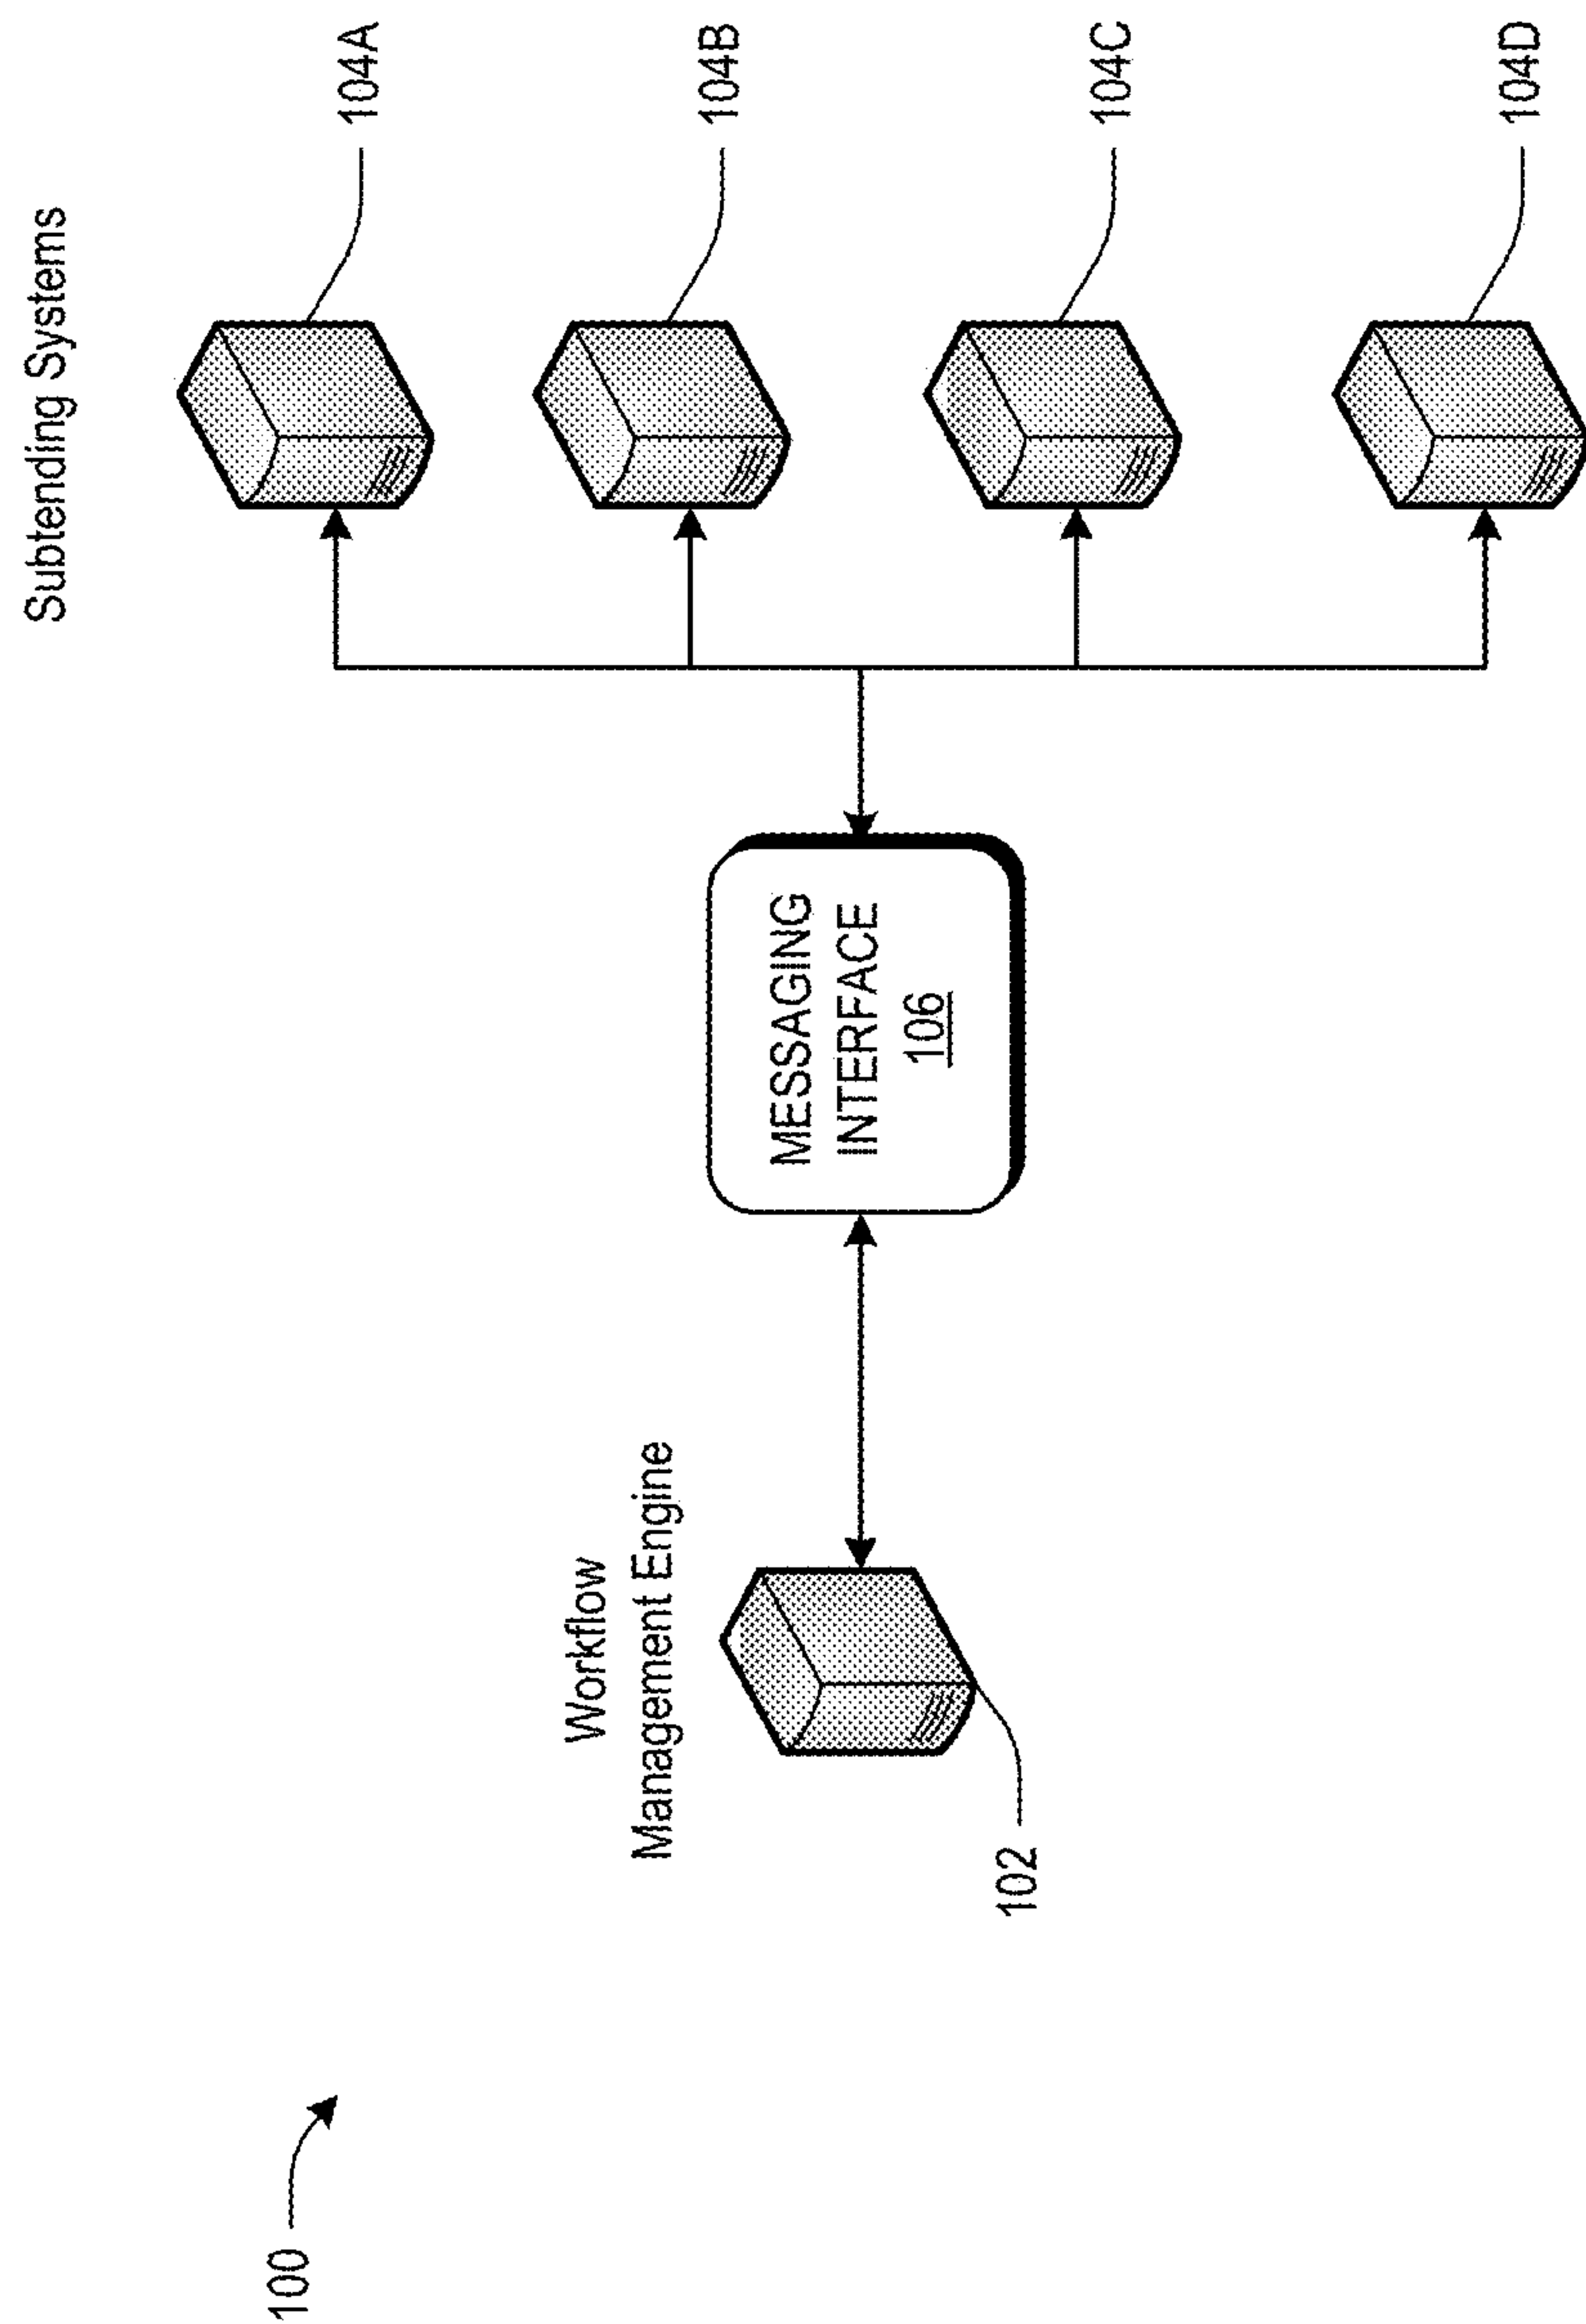 100
Workflow
Management Engine
102
MESSAGING
INTERFACE
106
Subtending Systems
104A
104B
104C
104D